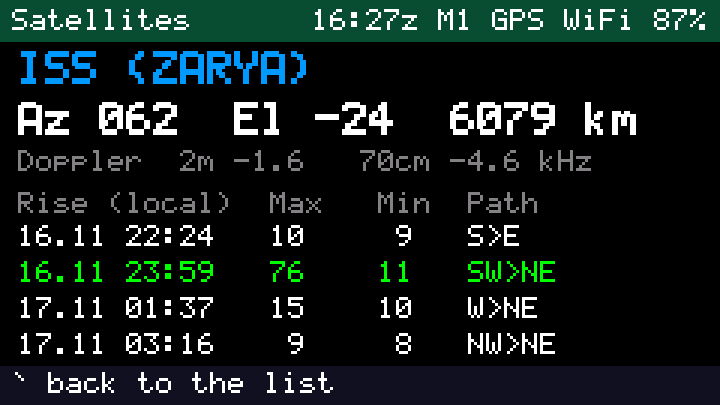 Satellites 16:27z M1 GPS WiFi 87%
ISS (ZARYA)
Az 062 El -24 6079 km
Doppler 2m -1.6 70cm -4.6 kHz
Rise (local) Max Min Path
16.11 22:24 10 9 S>E
16.11 23:59 76 11 SW>NE
17.11 01:37 15 10 W>NE
17.11 03:16 9 8 NW>NE
` back to the list